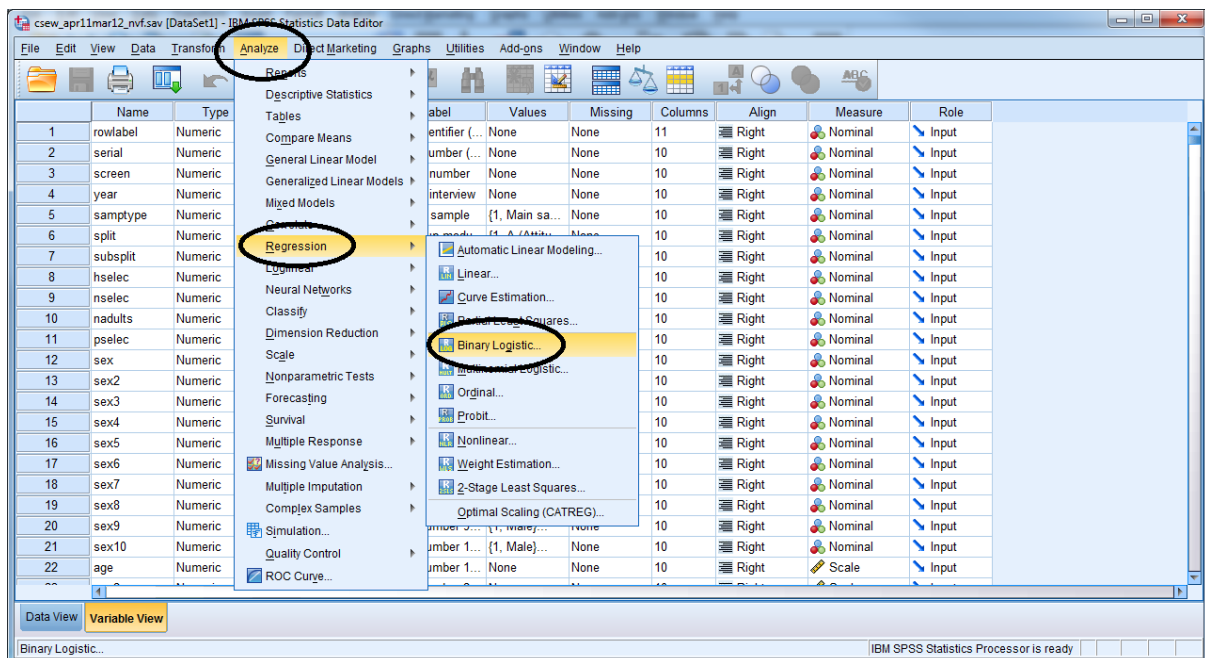 csew_apr11mar12_nvf.sav [DataSet1] - IBM SPSS Statistics Data Editor
File Edit View Data Transform Analyze Direct Marketing Graphs Utilities Add-ons Window Help
Name Type abel Values Missing Columns Align Measure Role
1 rowlabel Numeric entifier (... None None 11 Right Nominal Input
2 serial Numeric umber (... None None 10 Right Nominal Input
3 screen Numeric number None None 10 Right Nominal Input
4 year Numeric interview None None 10 Right Nominal Input
5 samptype Numeric sample {1, Main sa... None 10 Right Nominal Input
6 split Numeric 10 Right Nominal Input
7 subsplit Numeric 10 Right Nominal Input
8 hselec Numeric 10 Right Nominal Input
9 nselec Numeric 10 Right Nominal Input
10 nadults Numeric 10 Right Nominal Input
11 pselec Numeric 10 Right Nominal Input
12 sex Numeric 10 Right Nominal Input
13 sex2 Numeric 10 Right Nominal Input
14 sex3 Numeric 10 Right Nominal Input
15 sex4 Numeric 10 Right Nominal Input
16 sex5 Numeric 10 Right Nominal Input
17 sex6 Numeric 10 Right Nominal Input
18 sex7 Numeric 10 Right Nominal Input
19 sex8 Numeric 10 Right Nominal Input
20 sex9 Numeric 10 Right Nominal Input
21 sex10 Numeric umber 1... {1, Male}... None 10 Right Nominal Input
22 age Numeric umber 1... None None 10 Right Scale Input
Reports
Descriptive Statistics
Tables
Compare Means
General Linear Model
Generalized Linear Models
Mixed Models
Correlate
Regression
Loglinear
Neural Networks
Classify
Dimension Reduction
Scale
Nonparametric Tests
Forecasting
Survival
Multiple Response
Missing Value Analysis...
Multiple Imputation
Complex Samples
Simulation...
Quality Control
ROC Curve...
Automatic Linear Modeling...
Linear...
Curve Estimation...
Partial Least Squares...
Binary Logistic...
Multinomial Logistic...
Ordinal...
Probit...
Nonlinear...
Weight Estimation...
2-Stage Least Squares...
Optimal Scaling (CATREG)...
Data View Variable View
Binary Logistic... IBM SPSS Statistics Processor is ready